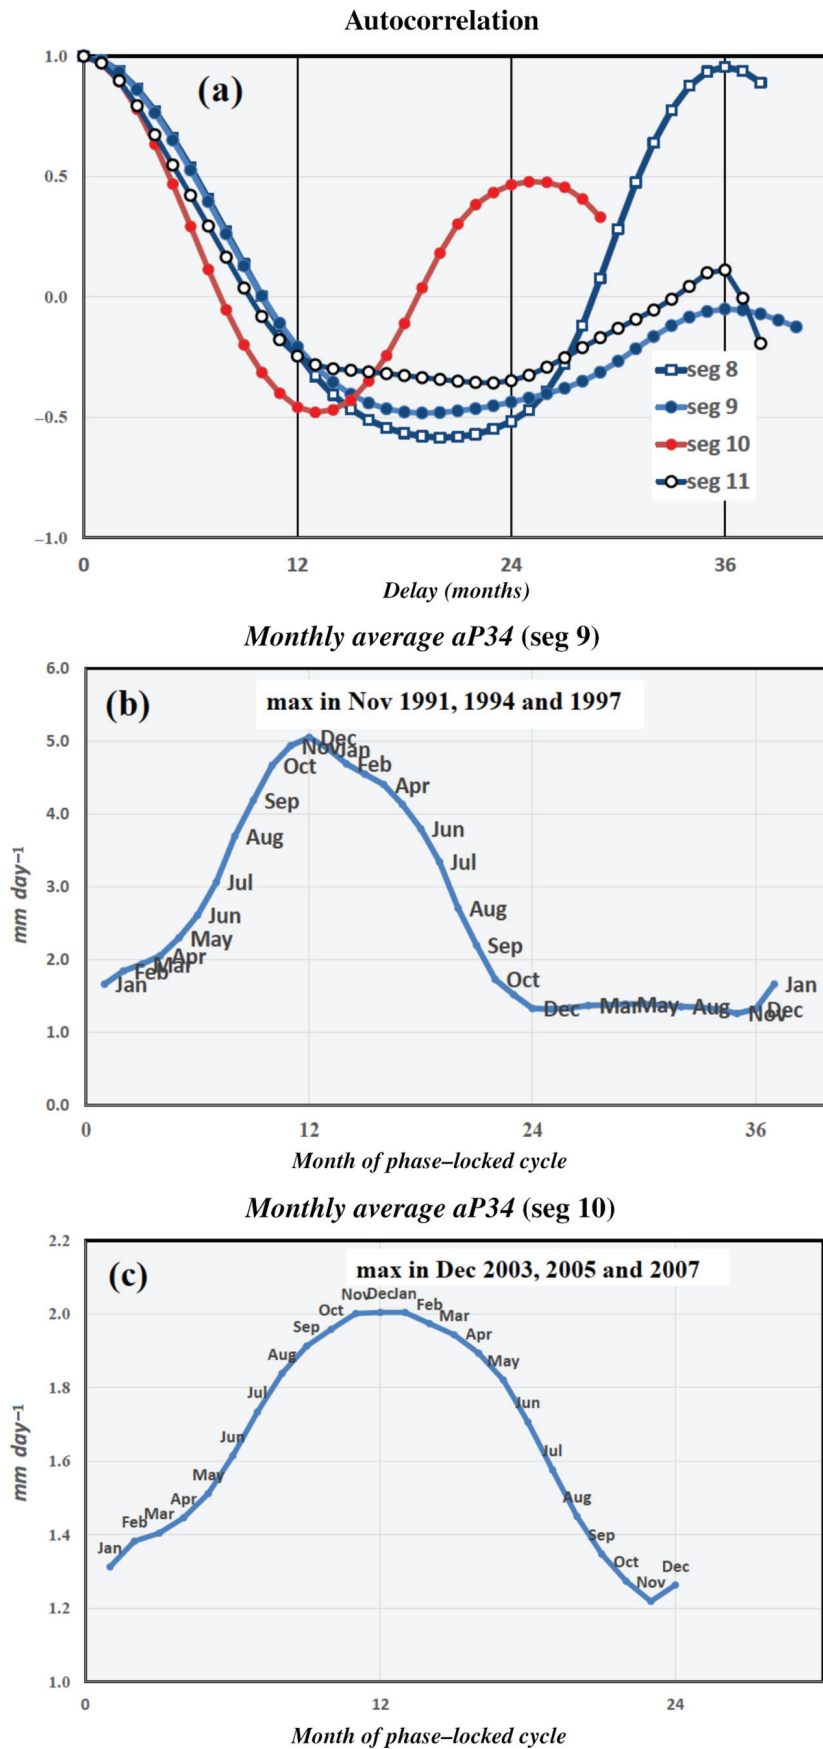 Autocorrelation
(a)
1.0
0.5
0.0
−0.5
−1.0
seg 8
seg 9
seg 10
seg 11
0 12 24 36
Delay (months)
Monthly average aP34 (seg 9)
(b)
max in Nov 1991, 1994 and 1997
6.0
5.0
4.0
3.0
2.0
1.0
0.0
mm day−1
Jan
Feb
Mar
Apr
May
Jun
Jul
Aug
Sep
Oct
Nov
Dec
Jan
Feb
Apr
Jun
Jul
Aug
Sep
Oct
Dec
Mar
May
Aug
Nov
Dec
Jan
0 12 24 36
Month of phase–locked cycle
Monthly average aP34 (seg 10)
(c)
max in Dec 2003, 2005 and 2007
2.2
2.0
1.8
1.6
1.4
1.2
1.0
mm day−1
Jan
Feb
Mar
Apr
May
Jun
Jul
Aug
Sep
Oct
Nov
Dec
Jan
Feb
Mar
Apr
May
Jun
Jul
Aug
Sep
Oct
Nov
Dec
0 12 24
Month of phase–locked cycle